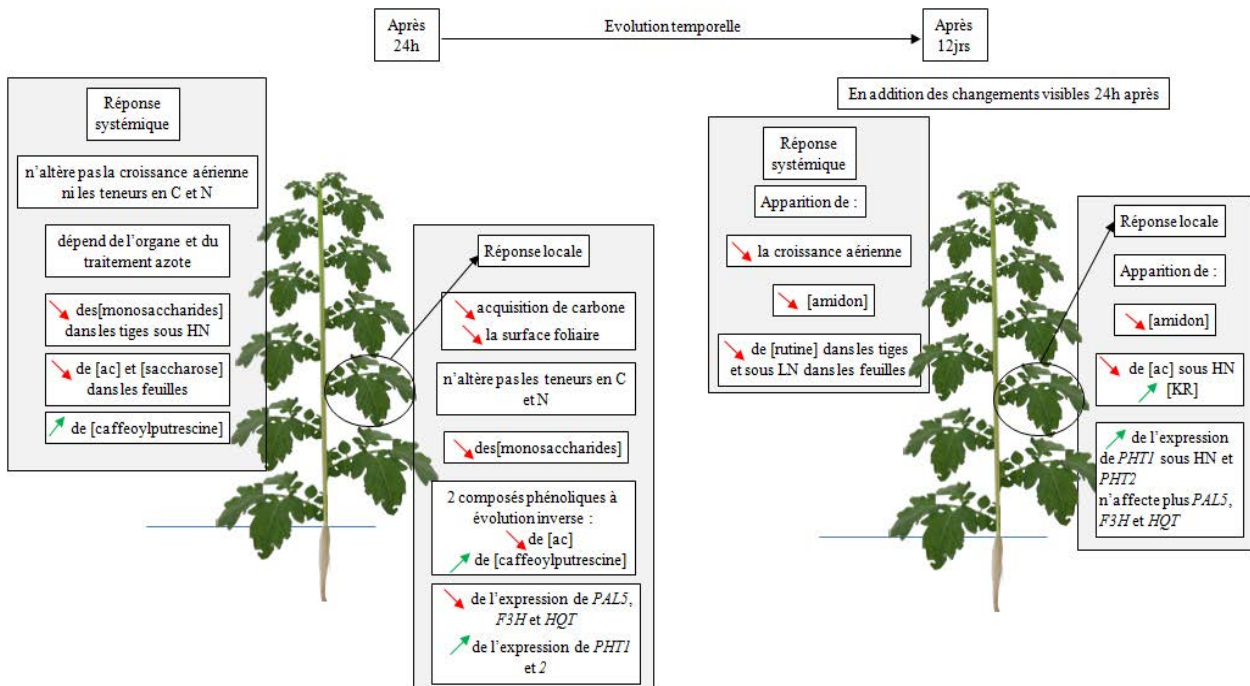 Après
24h
Evolution temporelle
Après
12jrs
Réponse
systémique
n'altère pas la croissance aérienne
ni les teneurs en C et N
dépend de l'organe et du
traitement azote
des[monosaccharides]
dans les tiges sous HN
de [ac] et [saccharose]
dans les feuilles
de [caffeoylputrescine]
Réponse locale
acquisition de carbone
la surface foliaire
n'altère pas les teneurs en C
et N
des[monosaccharides]
2 composés phénoliques à
évolution inverse :
de [ac]
de [caffeoylputrescine]
de l'expression de PAL5,
F3H et HQT
de l'expression de PHT1
et 2
En addition des changements visibles 24h après
Réponse
systémique
Apparition de :
la croissance aérienne
[amidon]
de [rutine] dans les tiges
et sous LN dans les feuilles
Réponse locale
Apparition de :
[amidon]
de [ac] sous HN
[KR]
de l'expression
de PHT1 sous HN et
PHT2
n'affecte plus PAL5,
F3H et HQT